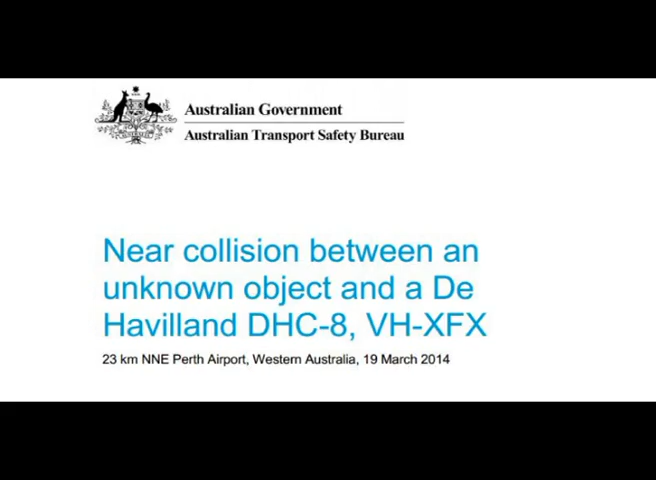 Australian Government
Australian Transport Safety Bureau
Near collision between an
unknown object and a De
Havilland DHC-8, VH-XFX
23 km NNE Perth Airport, Western Australia, 19 March 2014